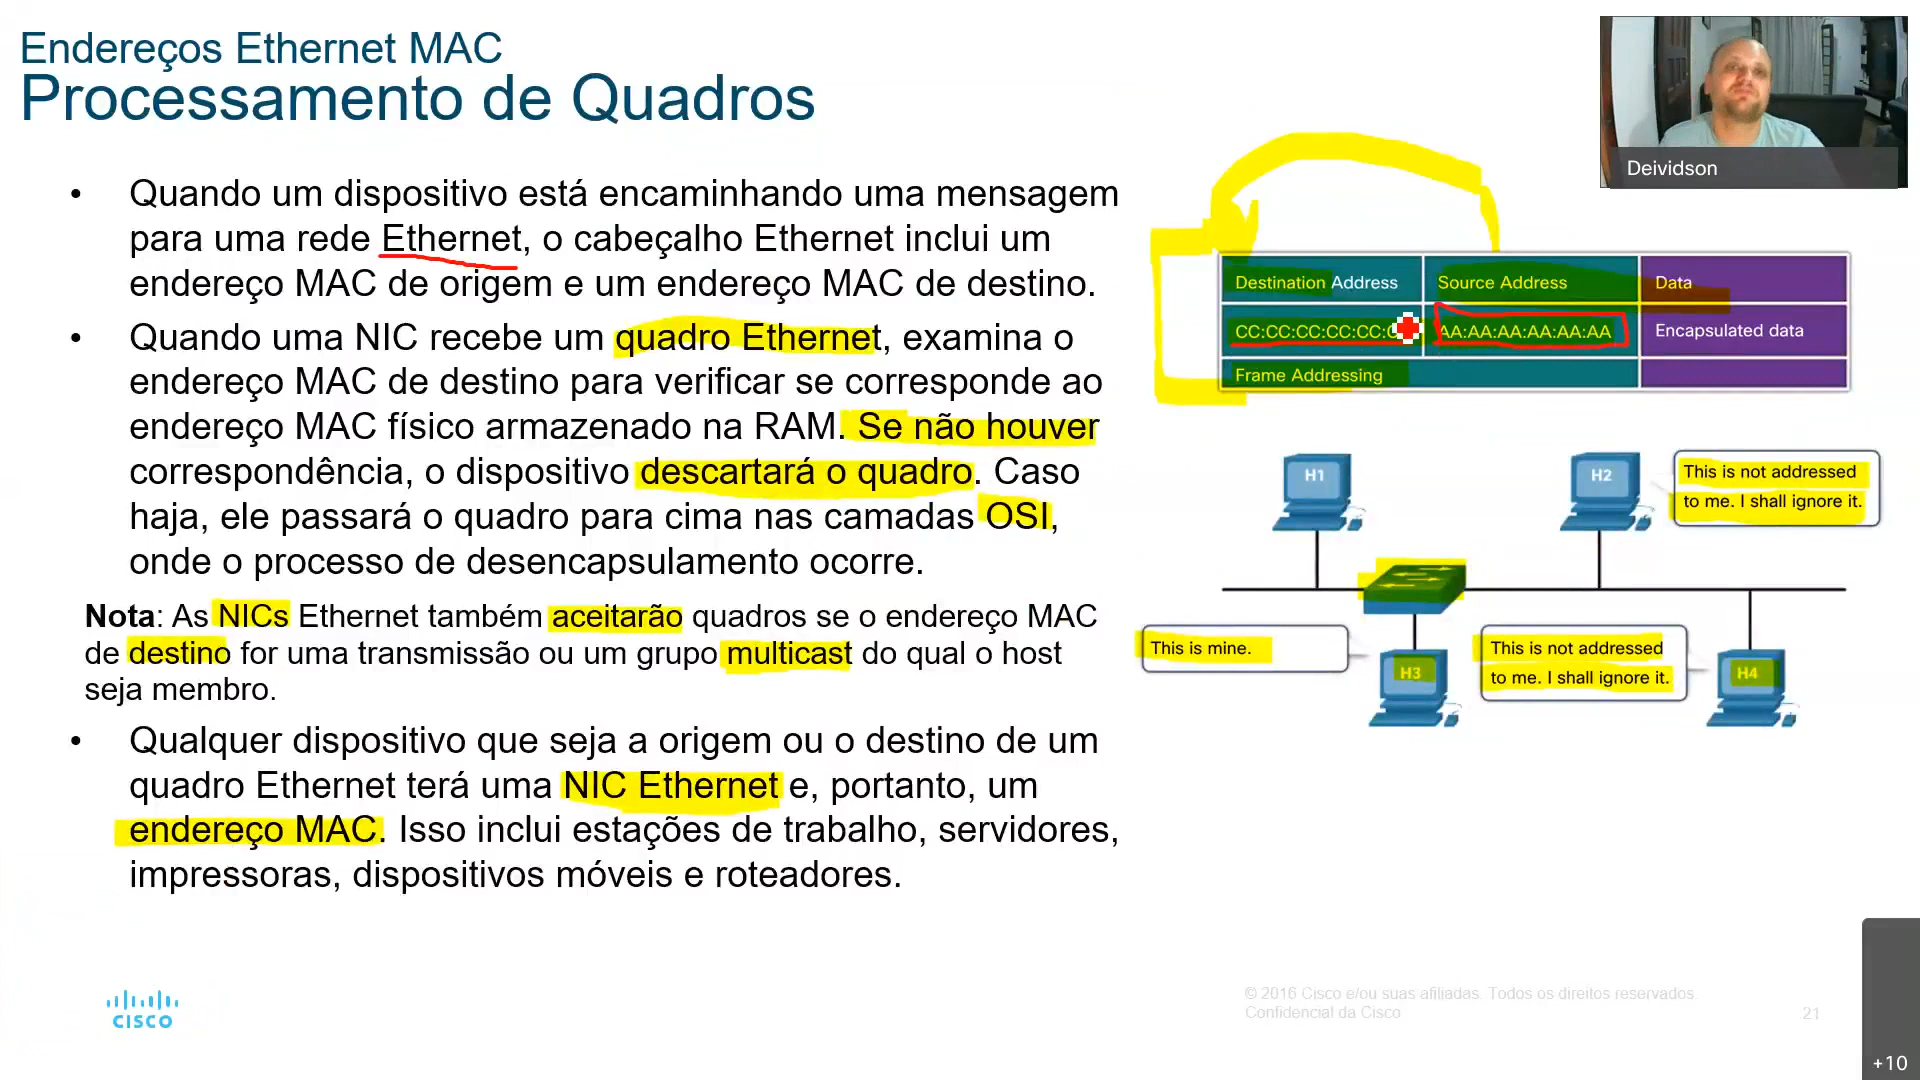 Endereços Ethernet MAC
Processamento de Quadros
• Quando um dispositivo está encaminhando uma mensagem
para uma rede Ethernet, o cabeçalho Ethernet inclui um
endereço MAC de origem e um endereço MAC de destino.
• Quando uma NIC recebe um quadro Ethernet, examina o
endereço MAC de destino para verificar se corresponde ao
endereço MAC físico armazenado na RAM. Se não houver
correspondência, o dispositivo descartará o quadro. Caso
haja, ele passará o quadro para cima nas camadas OSI,
onde o processo de desencapsulamento ocorre.
Nota: As NICs Ethernet também aceitarão quadros se o endereço MAC
de destino for uma transmissão ou um grupo multicast do qual o host
seja membro.
• Qualquer dispositivo que seja a origem ou o destino de um
quadro Ethernet terá uma NIC Ethernet e, portanto, um
endereço MAC. Isso inclui estações de trabalho, servidores,
impressoras, dispositivos móveis e roteadores.
Deividson
Destination Address Source Address Data
CC:CC:CC:CC:CC:C AA:AA:AA:AA:AA:AA Encapsulated data
Frame Addressing
H1
H2
This is not addressed
to me. I shall ignore it.
This is mine.
H3
This is not addressed
to me. I shall ignore it.
H4
CISCO
© 2016 Cisco e/ou suas afiliadas. Todos os direitos reservados.
Confidencial da Cisco
21
+10